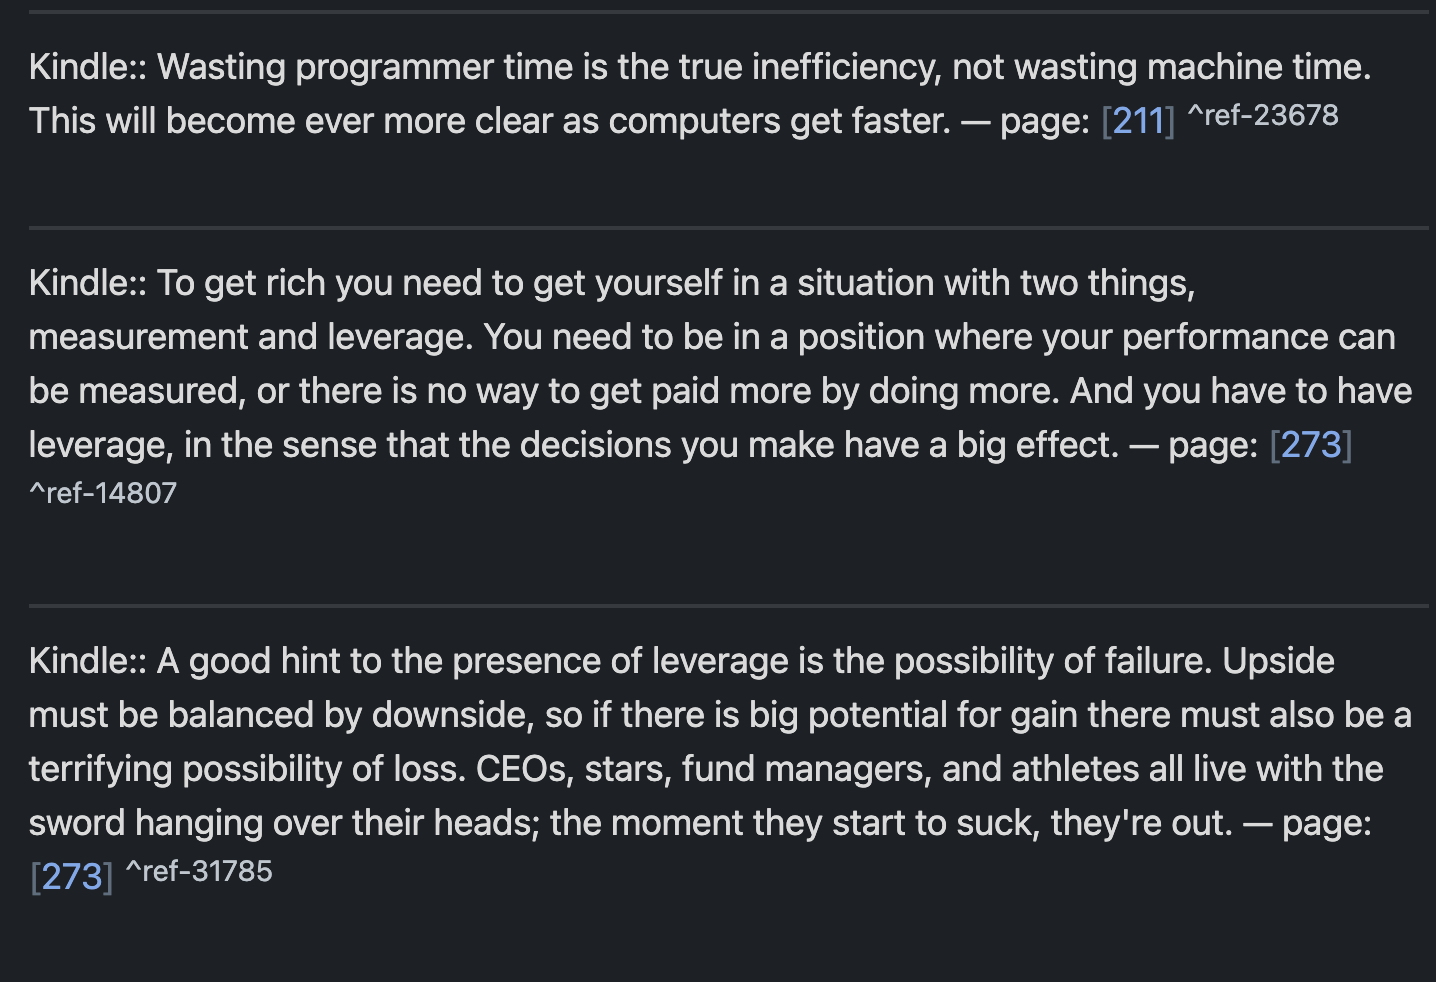 Kindle:: Wasting programmer time is the true inefficiency, not wasting machine time.
This will become ever more clear as computers get faster. — page: [211] ^ref-23678
Kindle:: To get rich you need to get yourself in a situation with two things,
measurement and leverage. You need to be in a position where your performance can
be measured, or there is no way to get paid more by doing more. And you have to have
leverage, in the sense that the decisions you make have a big effect. — page: [273]
^ref-14807
Kindle:: A good hint to the presence of leverage is the possibility of failure. Upside
must be balanced by downside, so if there is big potential for gain there must also be a
terrifying possibility of loss. CEOs, stars, fund managers, and athletes all live with the
sword hanging over their heads; the moment they start to suck, they're out. — page:
[273] ^ref-31785